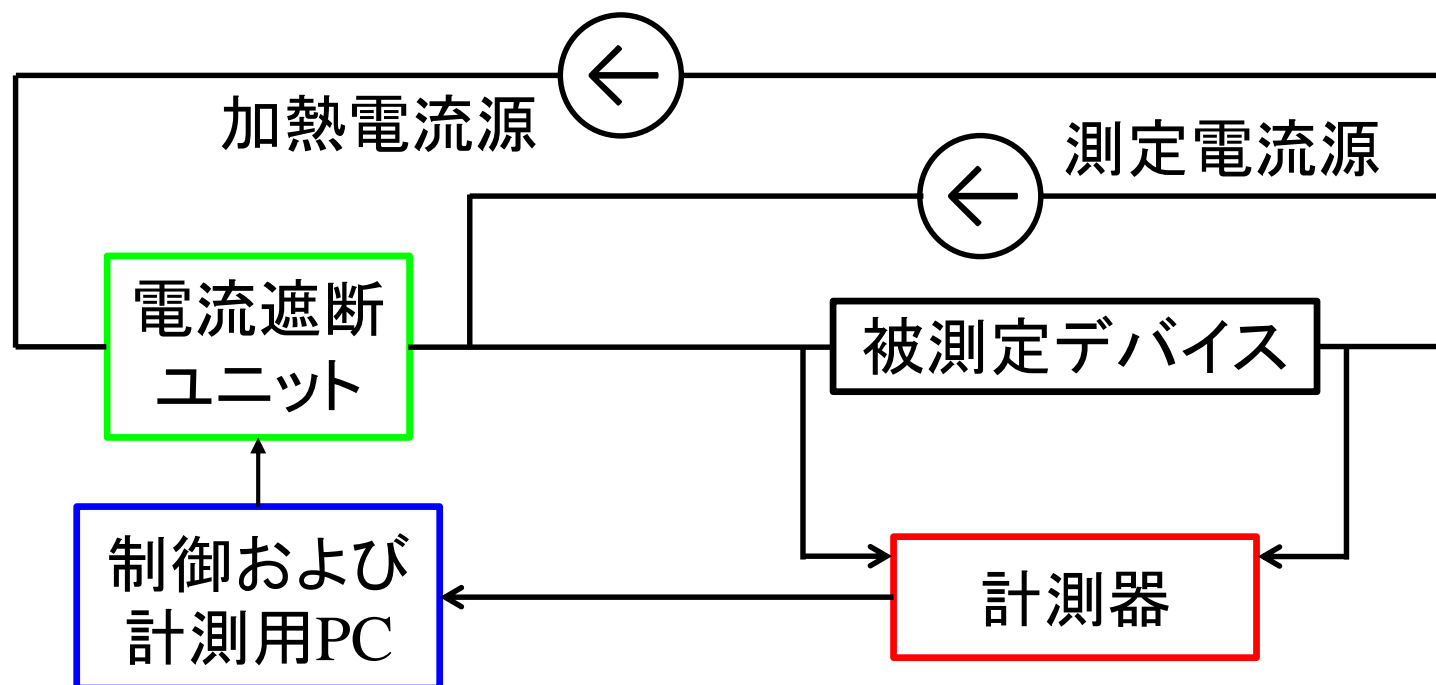 加熱電流源
測定電流源
電流遮断
ユニット
被測定デバイス
制御および
計測用PC
計測器